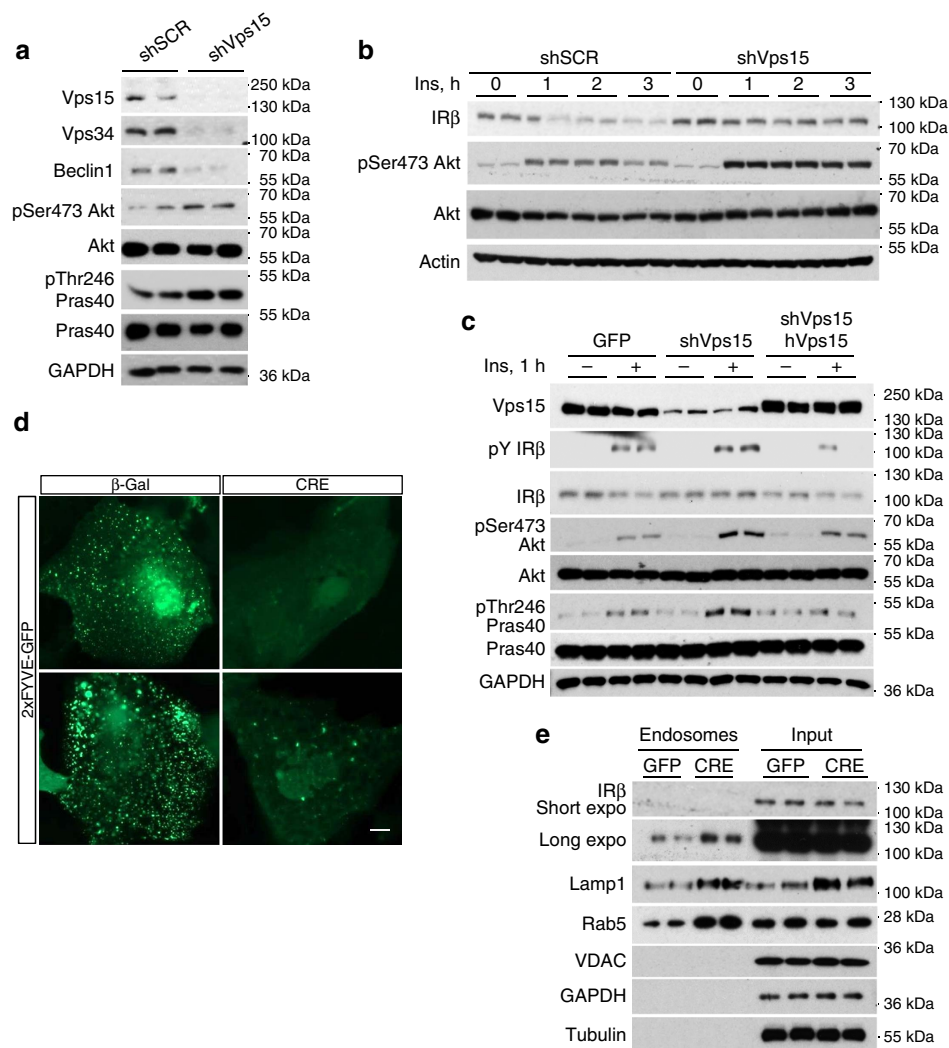 a
shSCR
shVps15
Vps15
250 kDa
130 kDa
Vps34
100 kDa
Beclin1
70 kDa
55 kDa
pSer473 Akt
70 kDa
55 kDa
Akt
70 kDa
55 kDa
pThr246
Pras40
55 kDa
Pras40
55 kDa
GAPDH
36 kDa
b
shSCR shVps15
Ins, h 0 1 2 3 0 1 2 3
IRβ
130 kDa
100 kDa
pSer473 Akt
70 kDa
55 kDa
Akt
70 kDa
55 kDa
Actin
55 kDa
c
GFP shVps15 shVps15
hVps15
Ins, 1 h – + – + – +
Vps15
250 kDa
130 kDa
pY IRβ
130 kDa
100 kDa
IRβ
130 kDa
100 kDa
pSer473
Akt
70 kDa
55 kDa
Akt
70 kDa
55 kDa
pThr246
Pras40
55 kDa
Pras40
55 kDa
GAPDH
36 kDa
d
β-Gal CRE
2xFYVE-GFP
e
Endosomes Input
GFP CRE GFP CRE
IRβ
Short expo
130 kDa
100 kDa
Long expo
130 kDa
100 kDa
Lamp1
100 kDa
Rab5
28 kDa
VDAC
36 kDa
GAPDH
36 kDa
Tubulin
55 kDa